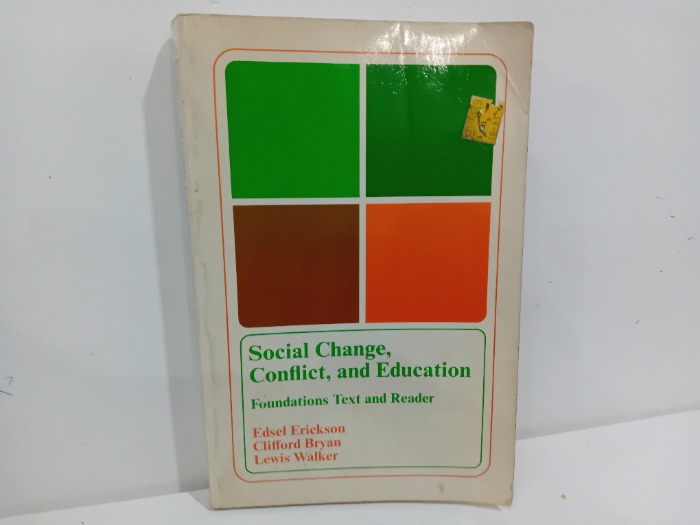 Social Change,
Conflict, and Education
Foundations Text and Reader
Edsel Erickson
Clifford Bryan
Lewis Walker